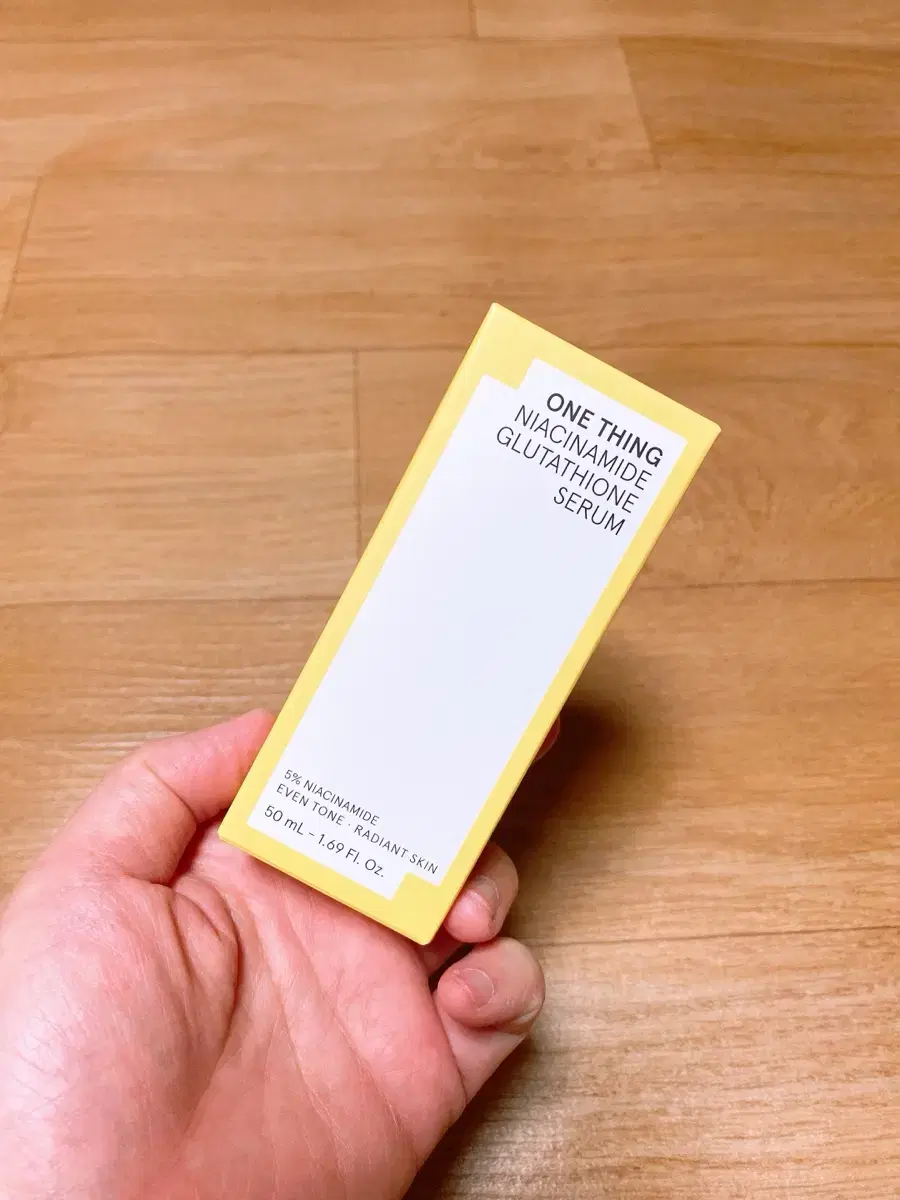 ONE THING
NIACINAMIDE
GLUTATHIONE
SERUM
5% NIACINAMIDE
EVEN TONE · RADIANT SKIN
50 mL – 1.69 Fl. Oz.